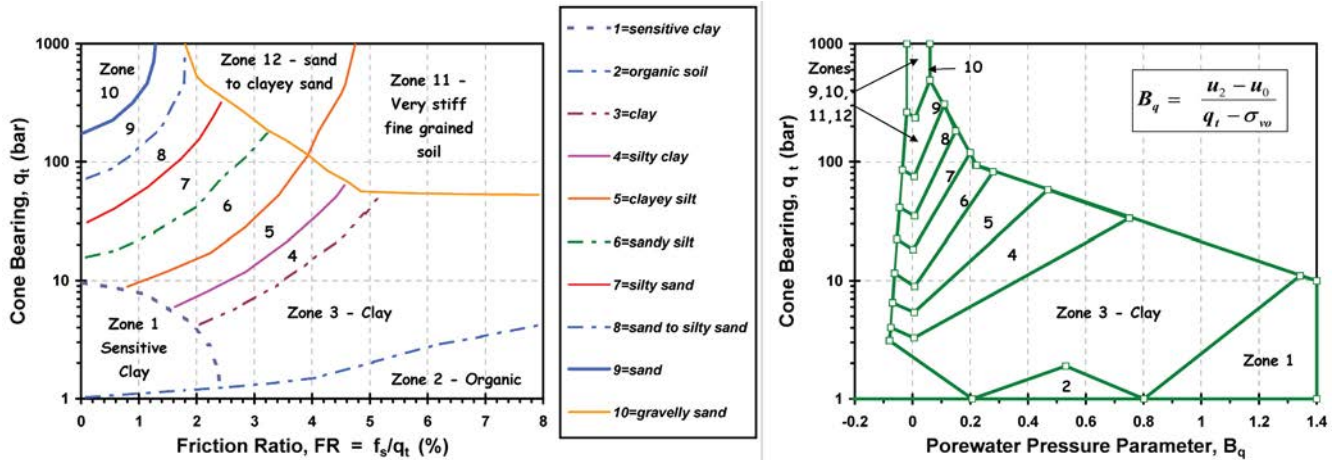 1000
100
10
1
Cone Bearing, qt (bar)
Zone
10
9
8
7
6
5
4
Zone 12 - sand
to clayey sand
Zone 11 -
Very stiff
fine grained
soil
Zone 1
Sensitive
Clay
Zone 3 - Clay
Zone 2 - Organic
0 1 2 3 4 5 6 7 8
Friction Ratio, FR = fs/qt (%)
1=sensitive clay
2=organic soil
3=clay
4=silty clay
5=clayey silt
6=sandy silt
7=silty sand
8=sand to silty sand
9=sand
10=gravelly sand
1000
100
10
1
Cone Bearing, qt (bar)
Zones
9,10,
11,12
10
9
8
7
6
5
4
Bq = u2 − u0 / qt − σvo
Zone 3 - Clay
Zone 1
2
-0.2 0 0.2 0.4 0.6 0.8 1 1.2 1.4
Porewater Pressure Parameter, Bq